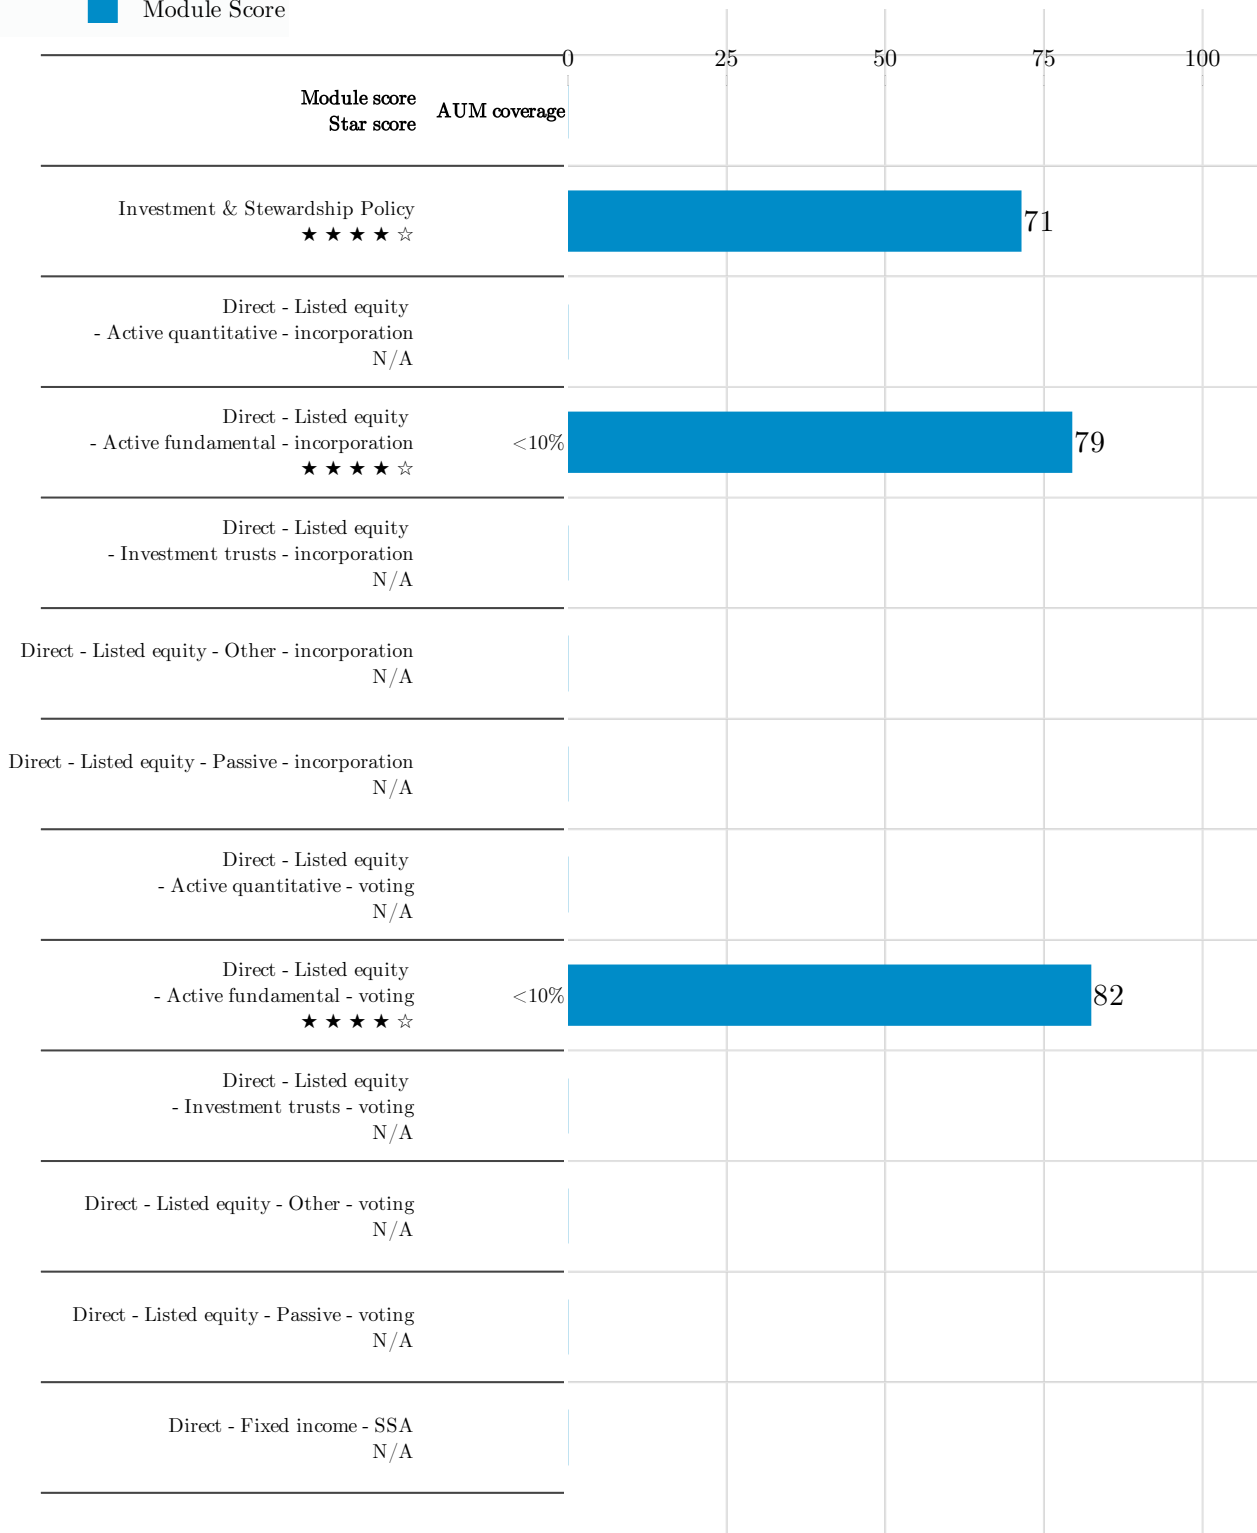 Module Score
0 25 50 75 100
Module score
Star score
AUM coverage
Investment & Stewardship Policy
★ ★ ★ ★ ☆
71
Direct - Listed equity
- Active quantitative - incorporation
N/A
Direct - Listed equity
- Active fundamental - incorporation
★ ★ ★ ★ ☆
<10%
79
Direct - Listed equity
- Investment trusts - incorporation
N/A
Direct - Listed equity - Other - incorporation
N/A
Direct - Listed equity - Passive - incorporation
N/A
Direct - Listed equity
- Active quantitative - voting
N/A
Direct - Listed equity
- Active fundamental - voting
★ ★ ★ ★ ☆
<10%
82
Direct - Listed equity
- Investment trusts - voting
N/A
Direct - Listed equity - Other - voting
N/A
Direct - Listed equity - Passive - voting
N/A
Direct - Fixed income - SSA
N/A